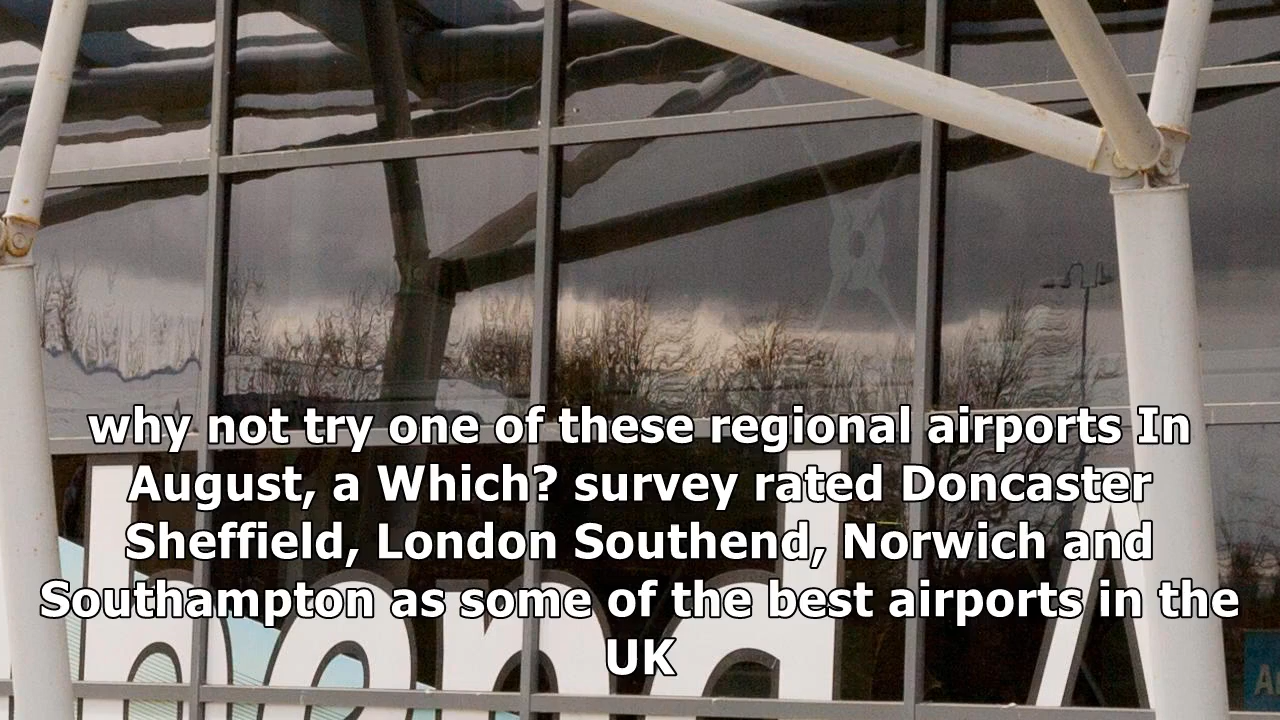 why not try one of these regional airports In
August, a Which? survey rated Doncaster
Sheffield, London Southend, Norwich and
Southampton as some of the best airports in the
UK
hend A